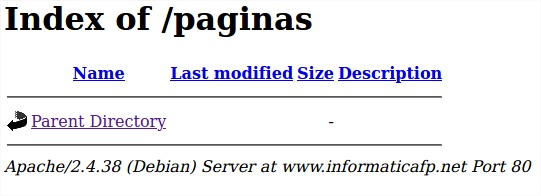 Index of /paginas
Name Last modified Size Description
Parent Directory -
Apache/2.4.38 (Debian) Server at www.informaticafp.net Port 80